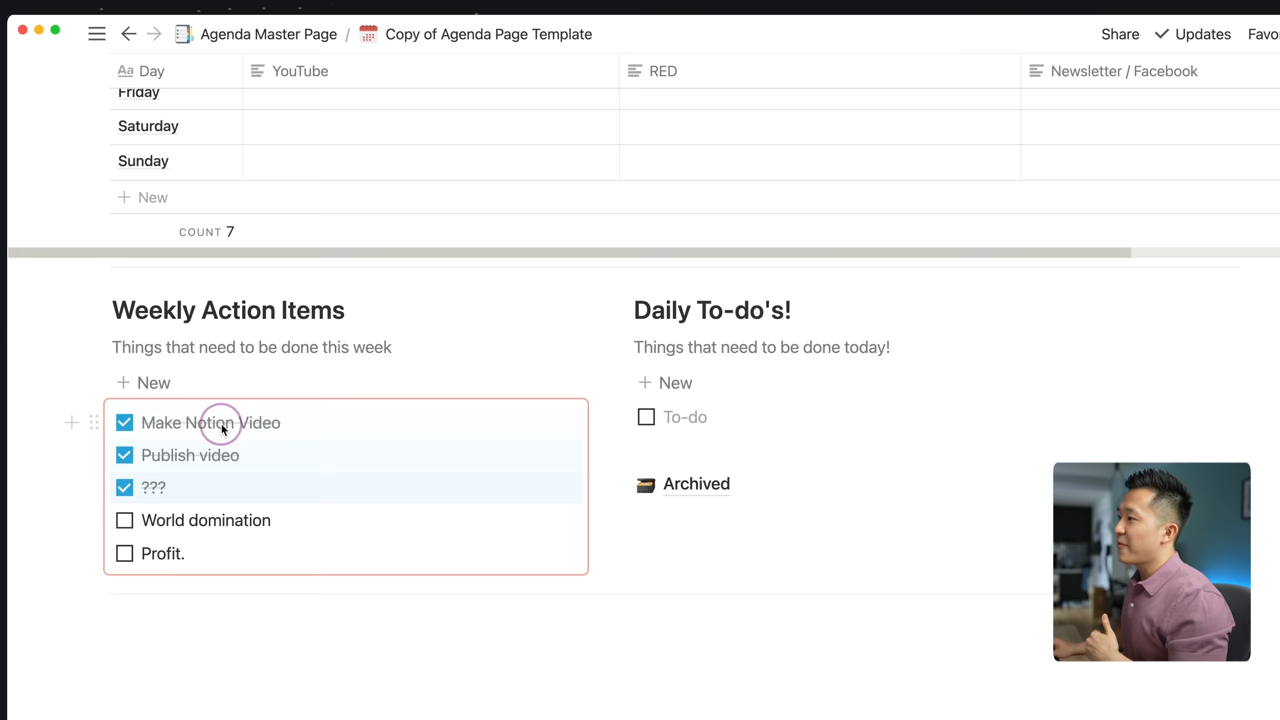 Agenda Master Page / Copy of Agenda Page Template Share Updates Favo
Aa Day YouTube RED Newsletter / Facebook
Friday
Saturday
Sunday
+ New
COUNT 7
Weekly Action Items
Things that need to be done this week
+ New
Make Notion Video
Publish video
???
World domination
Profit.
Daily To-do's!
Things that need to be done today!
+ New
To-do
Archived